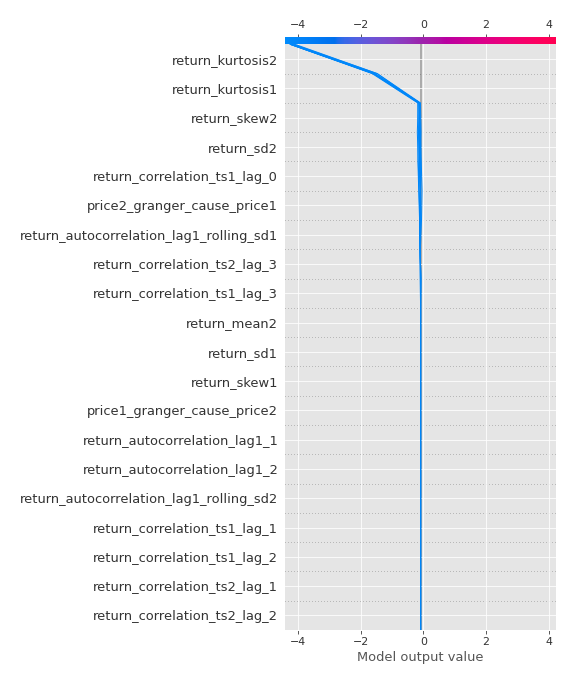 −4 −2 0 2 4
return_kurtosis2
return_kurtosis1
return_skew2
return_sd2
return_correlation_ts1_lag_0
price2_granger_cause_price1
return_autocorrelation_lag1_rolling_sd1
return_correlation_ts2_lag_3
return_correlation_ts1_lag_3
return_mean2
return_sd1
return_skew1
price1_granger_cause_price2
return_autocorrelation_lag1_1
return_autocorrelation_lag1_2
return_autocorrelation_lag1_rolling_sd2
return_correlation_ts1_lag_1
return_correlation_ts1_lag_2
return_correlation_ts2_lag_1
return_correlation_ts2_lag_2
−4 −2 0 2 4
Model output value